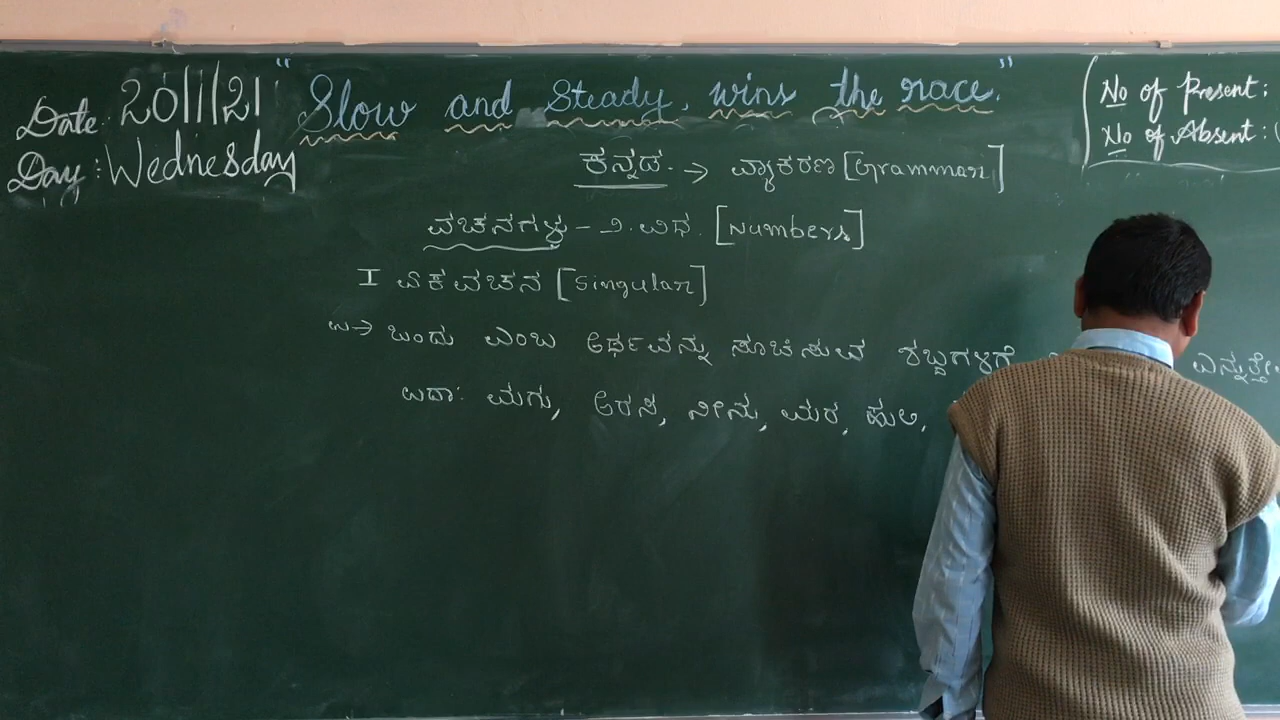 Date: 20/1/21 "Slow and Steady, wins the race."
Day: Wednesday
No of Present:
No of Absent:
ಕನ್ನಡ. → ವ್ಯಾಕರಣ [Grammar]
ವಚನಗಳು - ೨. ವಿಧ. [Numbers]
I ಏಕವಚನ [Singular]
→ ಒಂದು ಎಂಬ ಅರ್ಥವನ್ನು ಸೂಚಿಸುವ ಶಬ್ದಗಳಿಗೆ ಎನ್ನುತ್ತೇ
ಉದಾ: ಮಗು, ಅರಸ, ನೀನು, ಮರ, ಹುಲಿ,